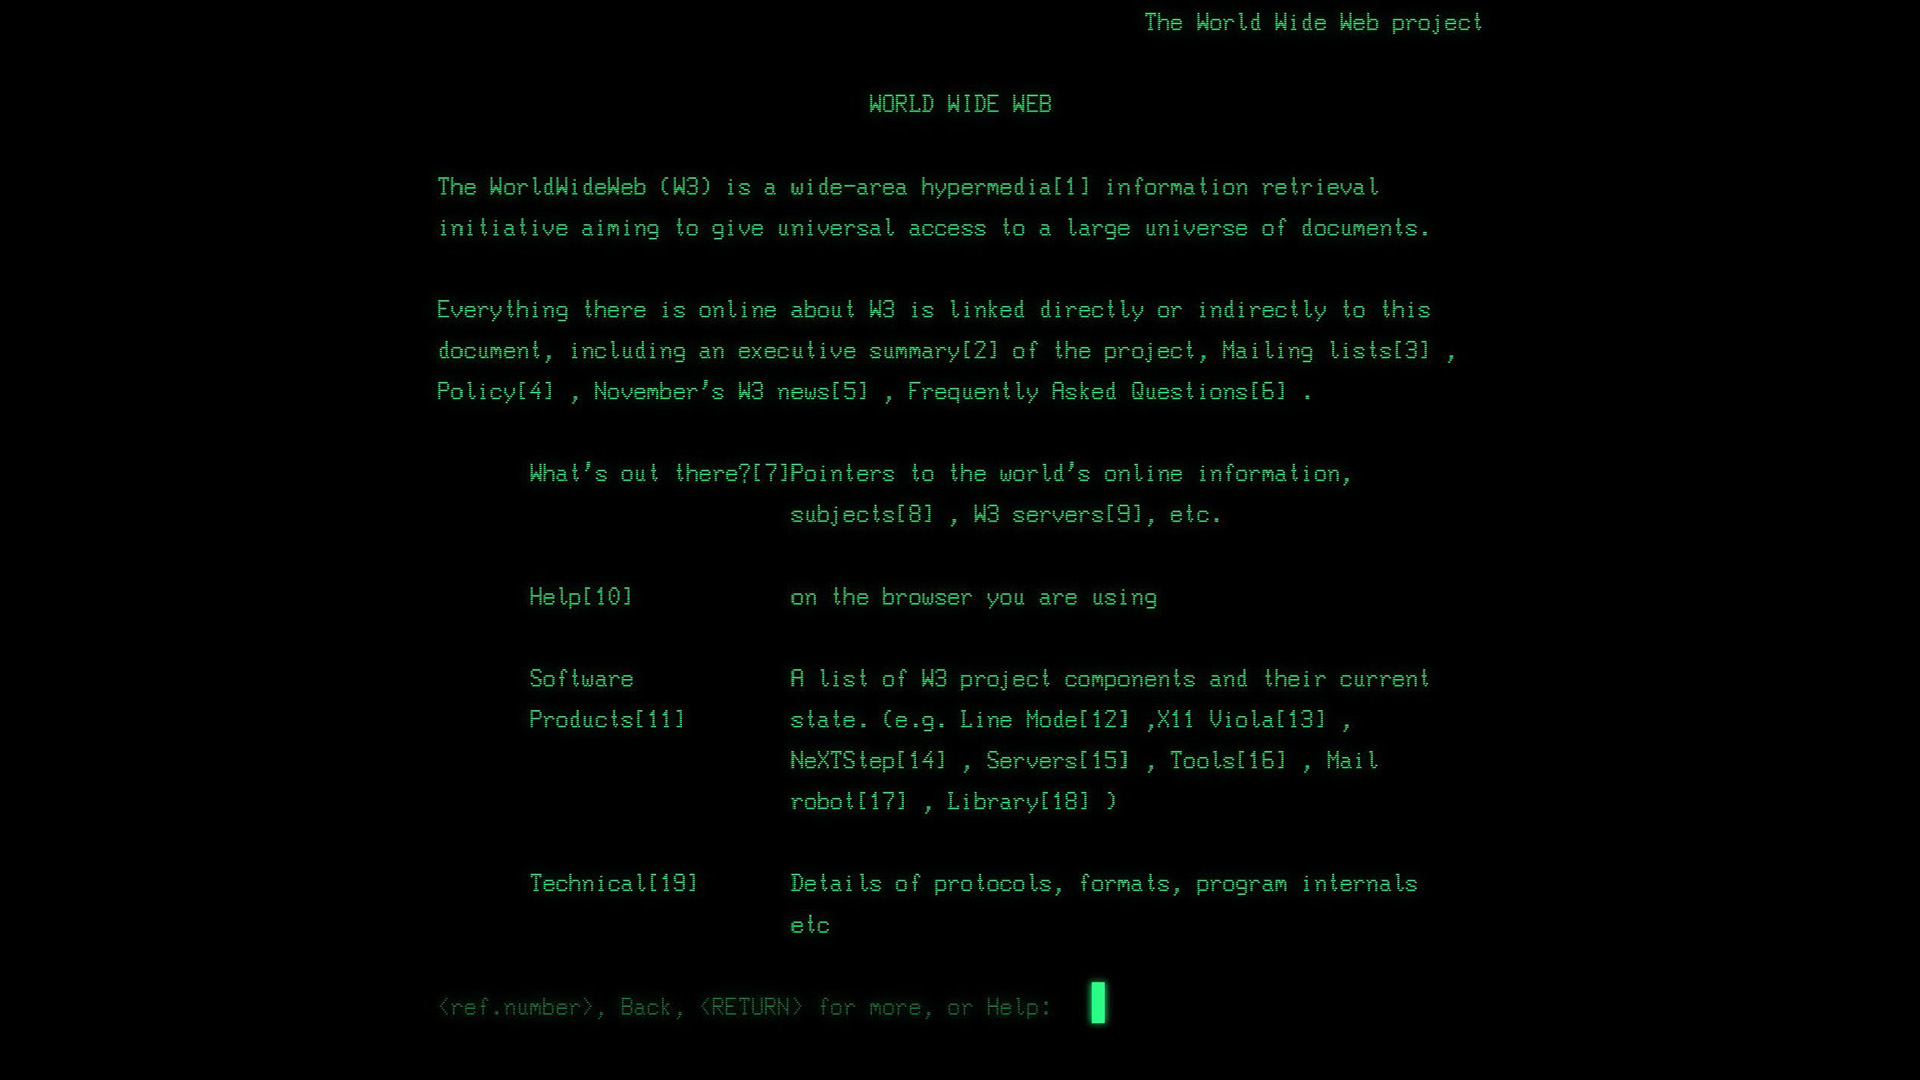 The World Wide Web project
WORLD WIDE WEB
The WorldWideWeb (W3) is a wide-area hypermedia[1] information retrieval
initiative aiming to give universal access to a large universe of documents.
Everything there is online about W3 is linked directly or indirectly to this
document, including an executive summary[2] of the project, Mailing lists[3] ,
Policy[4] , November's W3 news[5] , Frequently Asked Questions[6] .
What's out there?[7]Pointers to the world's online information,
subjects[8] , W3 servers[9], etc.
Help[10] on the browser you are using
Software A list of W3 project components and their current
Products[11] state. (e.g. Line Mode[12] ,X11 Viola[13] ,
NeXTStep[14] , Servers[15] , Tools[16] , Mail
robot[17] , Library[18] )
Technical[19] Details of protocols, formats, program internals
etc
<ref.number>, Back, <RETURN> for more, or Help: